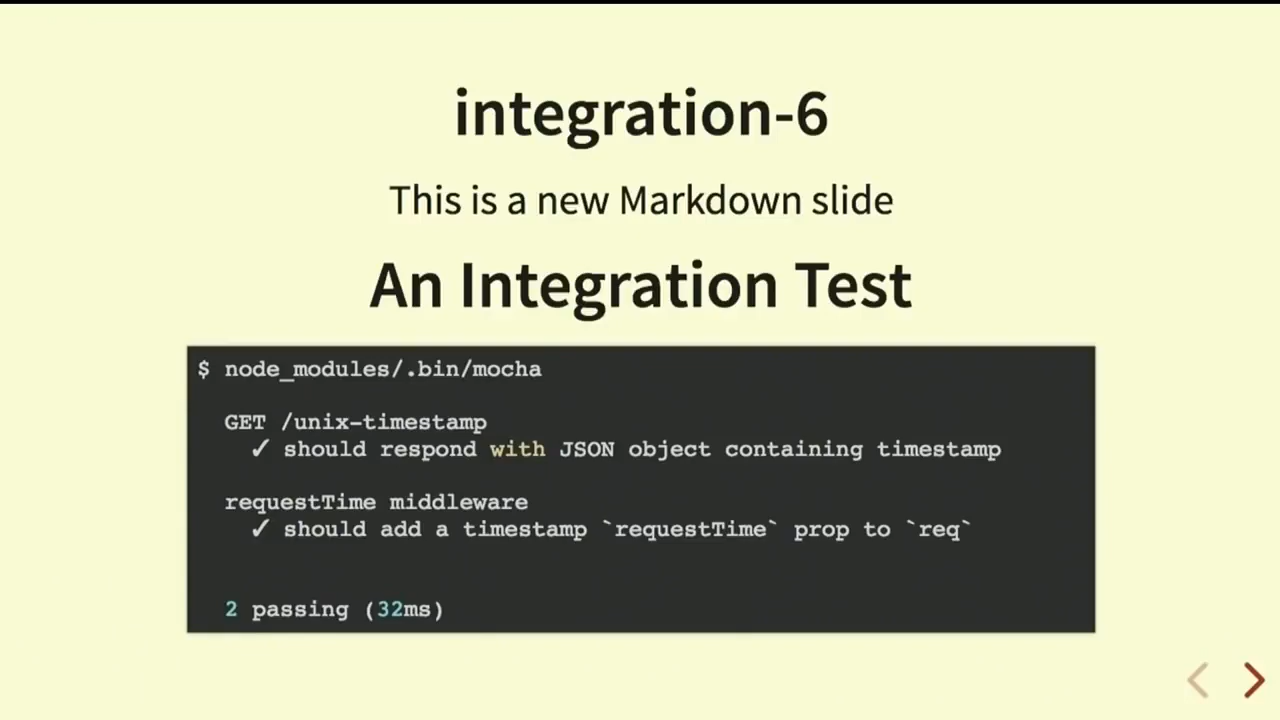 integration-6
This is a new Markdown slide
An Integration Test
$ node_modules/.bin/mocha
GET /unix-timestamp
✓ should respond with JSON object containing timestamp
requestTime middleware
✓ should add a timestamp `requestTime` prop to `req`
2 passing (32ms)